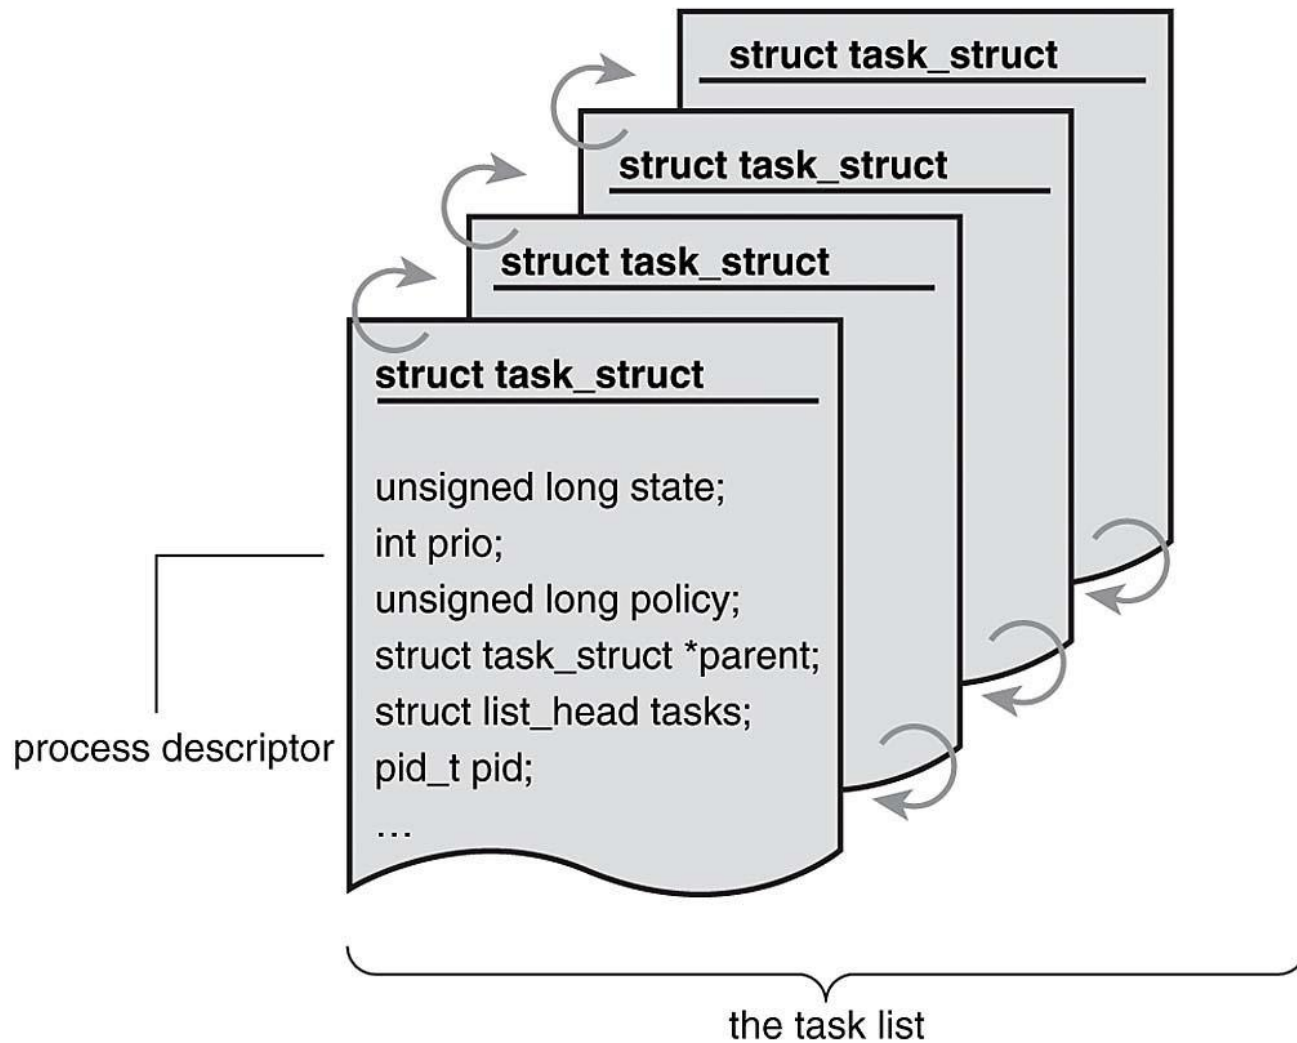 struct task_struct
struct task_struct
struct task_struct
struct task_struct
unsigned long state;
int prio;
unsigned long policy;
struct task_struct *parent;
struct list_head tasks;
pid_t pid;
...
process descriptor
the task list